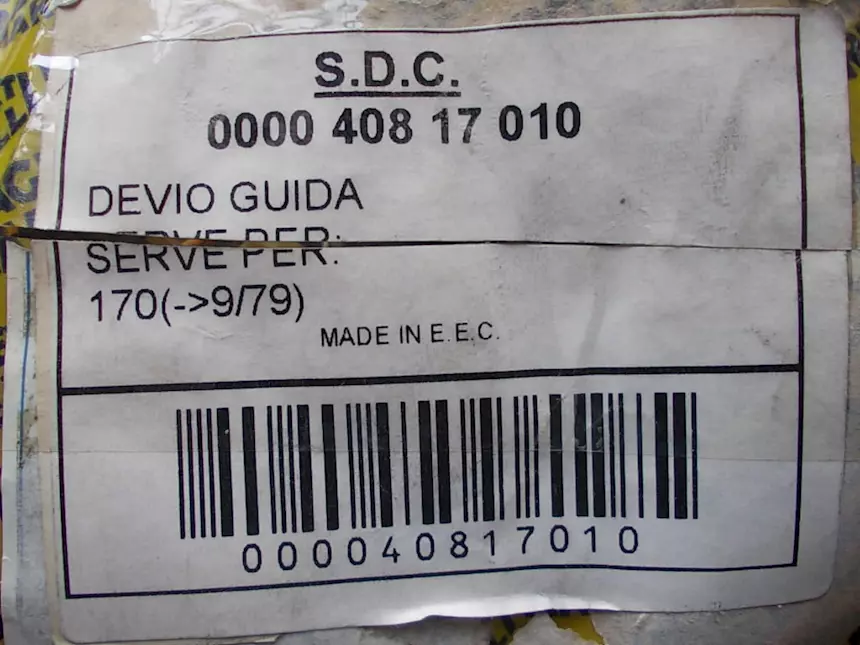 S.D.C.
0000 408 17 010
DEVIO GUIDA
SERVE PER:
170(->9/79)
MADE IN E.E.C.
000040817010